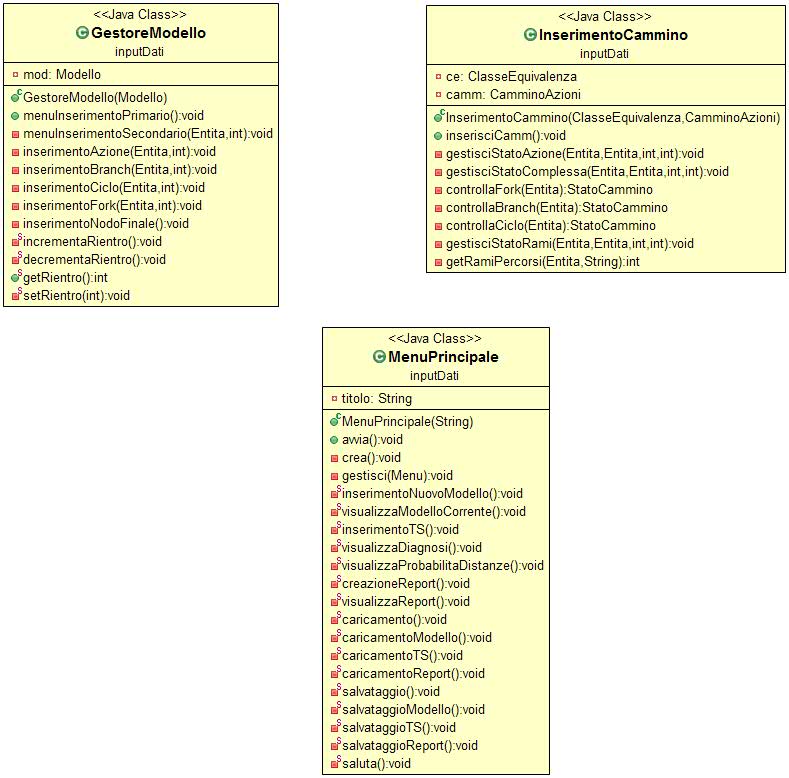 <<Java Class>>
GestoreModello
inputDati
mod: Modello
GestoreModello(Modello)
menuInserimentoPrimario():void
menuInserimentoSecondario(Entita,int):void
inserimentoAzione(Entita,int):void
inserimentoBranch(Entita,int):void
inserimentoCiclo(Entita,int):void
inserimentoFork(Entita,int):void
inserimentoNodoFinale():void
incrementaRientro():void
decrementaRientro():void
getRientro():int
setRientro(int):void
<<Java Class>>
InserimentoCammino
inputDati
ce: ClasseEquivalenza
camm: CamminoAzioni
InserimentoCammino(ClasseEquivalenza,CamminoAzioni)
inserisciCamm():void
gestisciStatoAzione(Entita,Entita,int,int):void
gestisciStatoComplessa(Entita,Entita,int,int):void
controllaFork(Entita):StatoCammino
controllaBranch(Entita):StatoCammino
controllaCiclo(Entita):StatoCammino
gestisciStatoRami(Entita,Entita,int,int):void
getRamiPercorsi(Entita,String):int
<<Java Class>>
MenuPrincipale
inputDati
titolo: String
MenuPrincipale(String)
avvia():void
crea():void
gestisci(Menu):void
inserimentoNuovoModello():void
visualizzaModelloCorrente():void
inserimentoTS():void
visualizzaDiagnosi():void
visualizzaProbabilitaDistanze():void
creazioneReport():void
visualizzaReport():void
caricamento():void
caricamentoModello():void
caricamentoTS():void
caricamentoReport():void
salvataggio():void
salvataggioModello():void
salvataggioTS():void
salvataggioReport():void
saluta():void